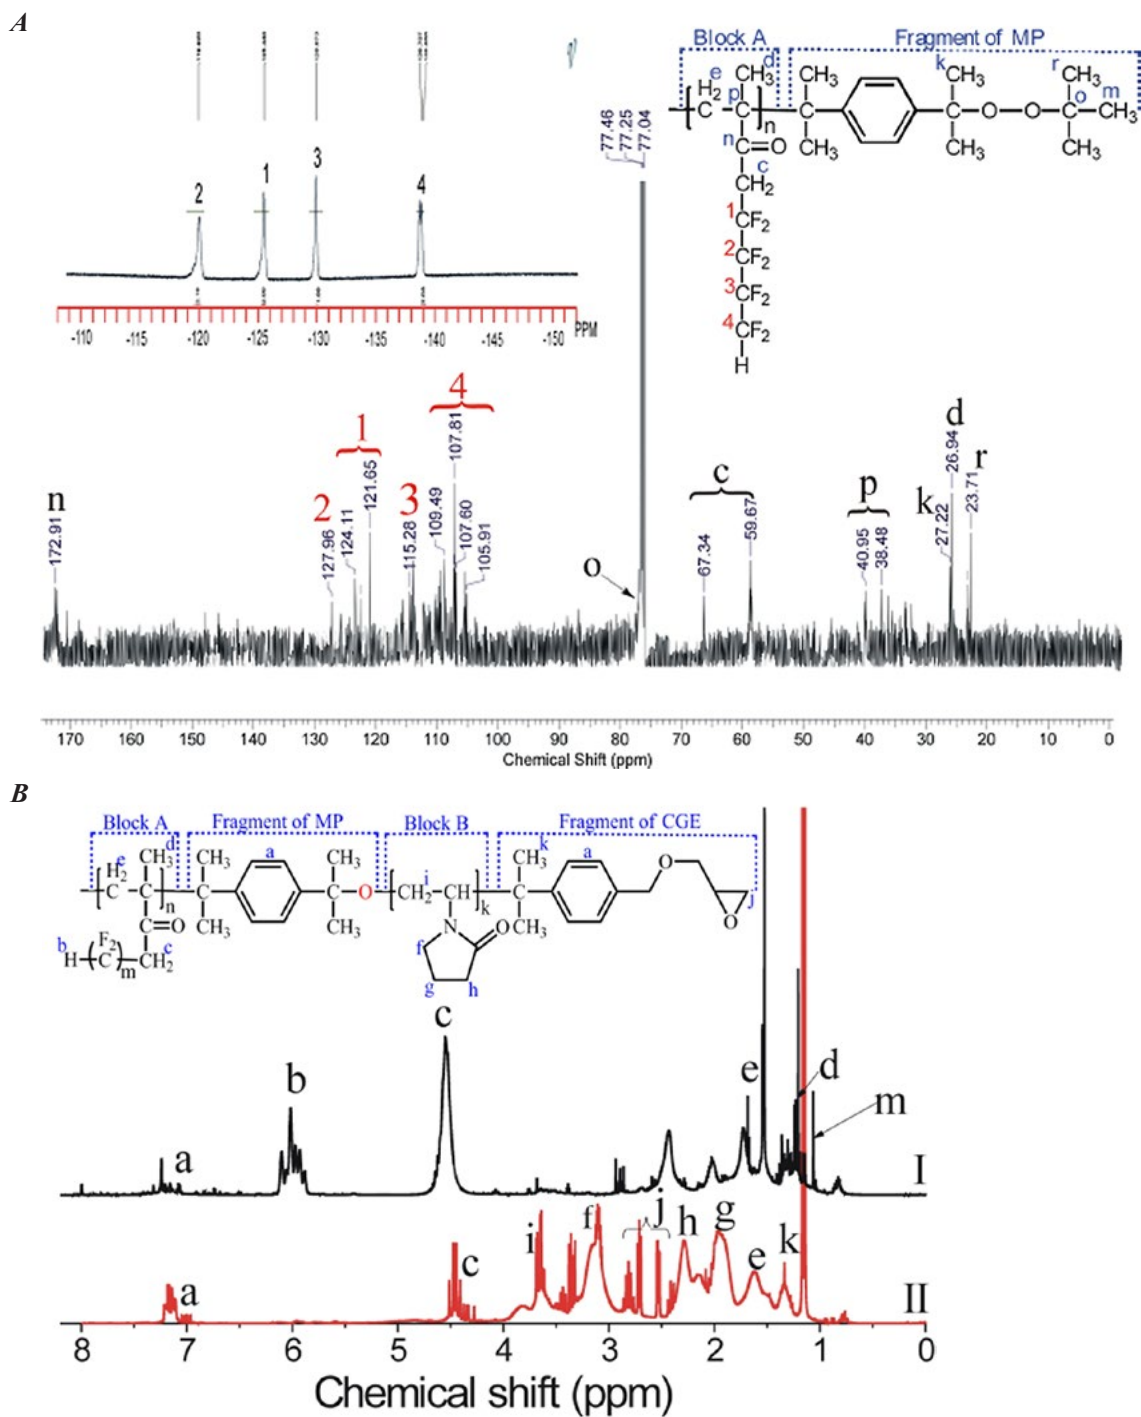 A
Block A
Fragment of MP
e
H2
C
p
d
CH3
n
n
C=O
c
CH2
1 CF2
2 CF2
3 CF2
4 CF2
H
CH3
C
CH3
k
CH3
C
CH3
O
O
r
CH3
o
C
m
CH3
CH3
2
1
3
4
-110 -120 -125 -130 -135 -140 -145 -150 PPM
77.46
77.25
77.04
n
172.91
2
127.96
1
124.11
121.65
3
115.28
4
109.49
107.81
107.60
105.91
o
c
67.34
59.67
p
40.95
38.48
k
27.22
d
26.94
r
23.71
170 160 150 140 130 120 110 100 90 80 70 60 50 40 30 20 10 0
Chemical Shift (ppm)
B
Block A
Fragment of MP
Block B
Fragment of CGE
e
H2
C
d
CH3
C
n
C=O
b
H
F2
C
m
c
CH2
CH3
C
CH3
a
CH3
C
CH3
O
i
CH2
k
N
O
f
g
h
k
CH3
C
CH3
a
O
O
j
a
b
c
e
d
m
I
a
c
i
f
j
h
g
e
k
II
8 7 6 5 4 3 2 1 0
Chemical shift (ppm)